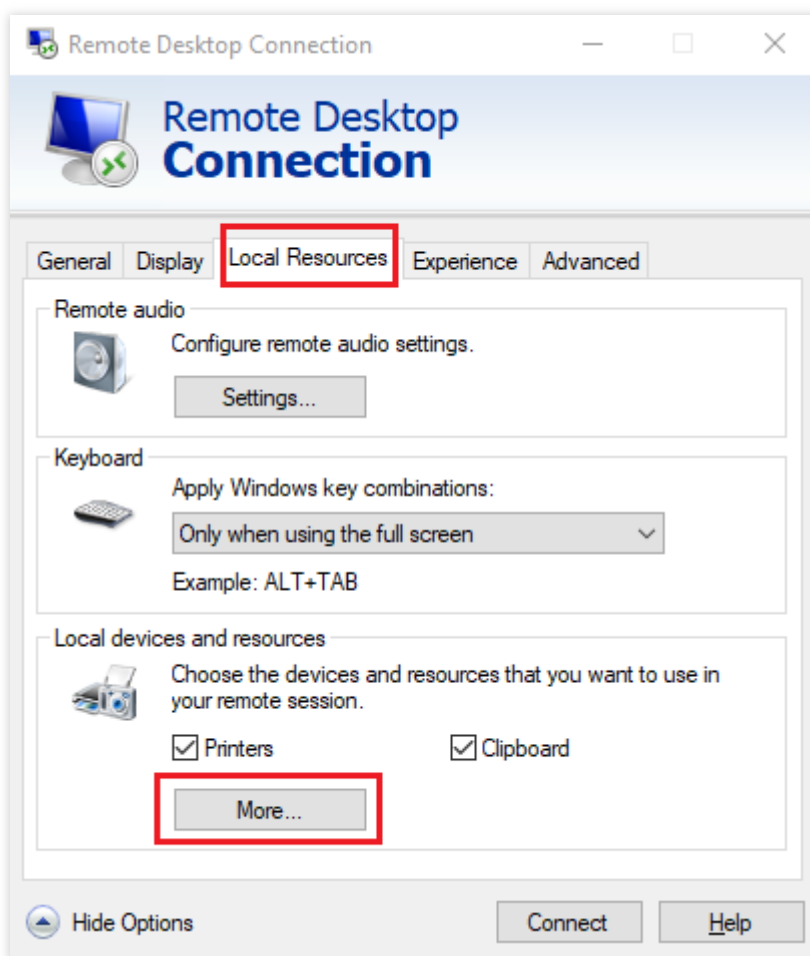 Remote Desktop Connection
Remote Desktop
Connection
General Display Local Resources Experience Advanced
Remote audio
Configure remote audio settings.
Settings...
Keyboard
Apply Windows key combinations:
Only when using the full screen
Example: ALT+TAB
Local devices and resources
Choose the devices and resources that you want to use in
your remote session.
Printers Clipboard
More...
Hide Options Connect Help